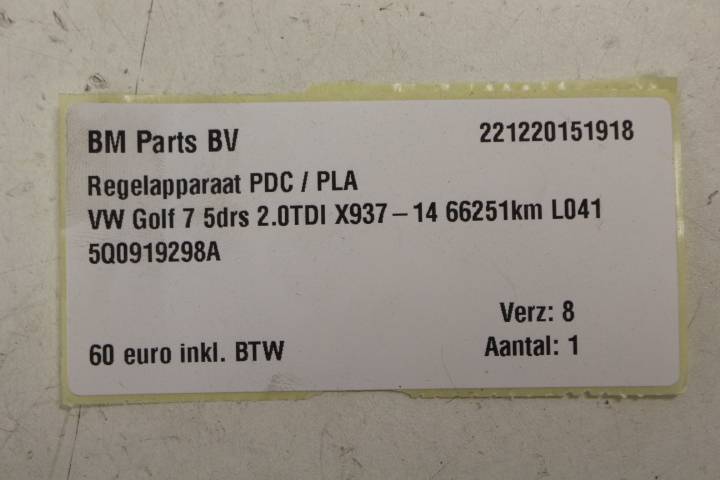 BM Parts BV 221220151918
Regelapparaat PDC / PLA
VW Golf 7 5drs 2.0TDI X937 – 14 66251km L041
5Q0919298A
Verz: 8
60 euro inkl. BTW Aantal: 1